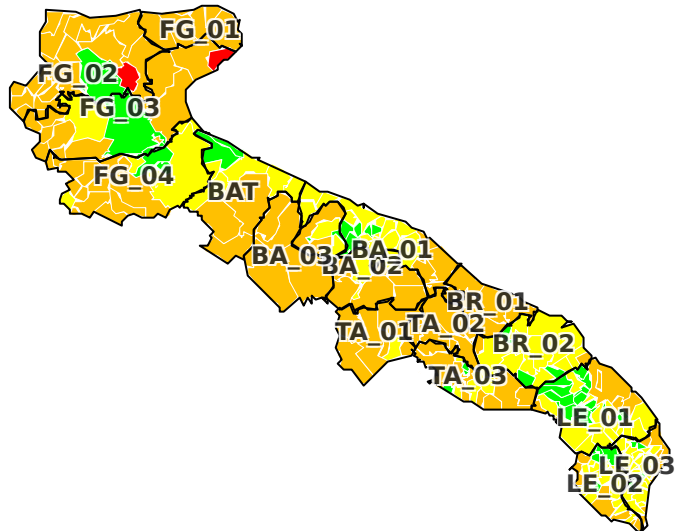 FG_01
FG_02
FG_03
FG_04
BAT
BA_01
BA_03
BA_02
BR_01
TA_01
TA_02
BR_02
TA_03
LE_01
LE_03
LE_02